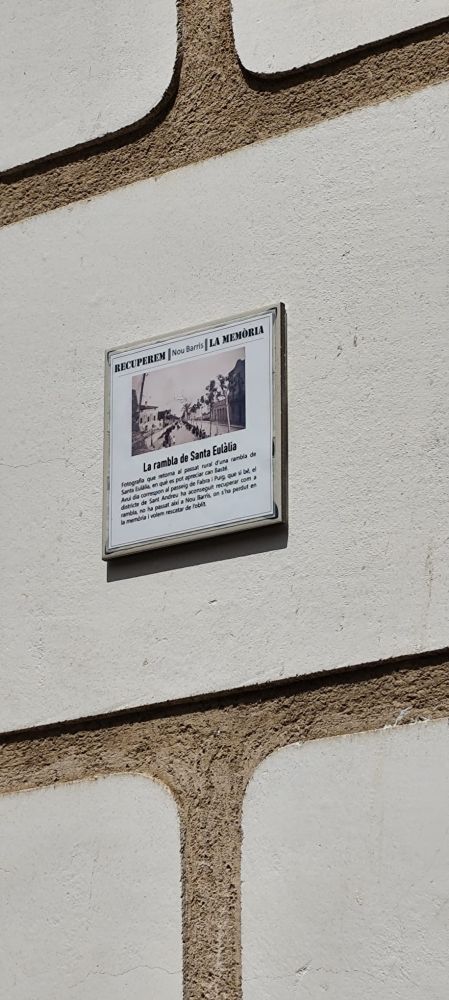 RECUPEREM Nou Barris LA MEMÒRIA
La rambla de Santa Eulàlia
Fotografia que retorna al passat rural d'una rambla de
Santa Eulàlia, en què es pot apreciar can Basté.
Avui dia correspon al passeig de Fabra i Puig, que si bé, el
districte de Sant Andreu ha aconseguit recuperar com a
rambla, no ha passat així a Nou Barris, on s'ha perdut en
la memòria i volem rescatar de l'oblit.